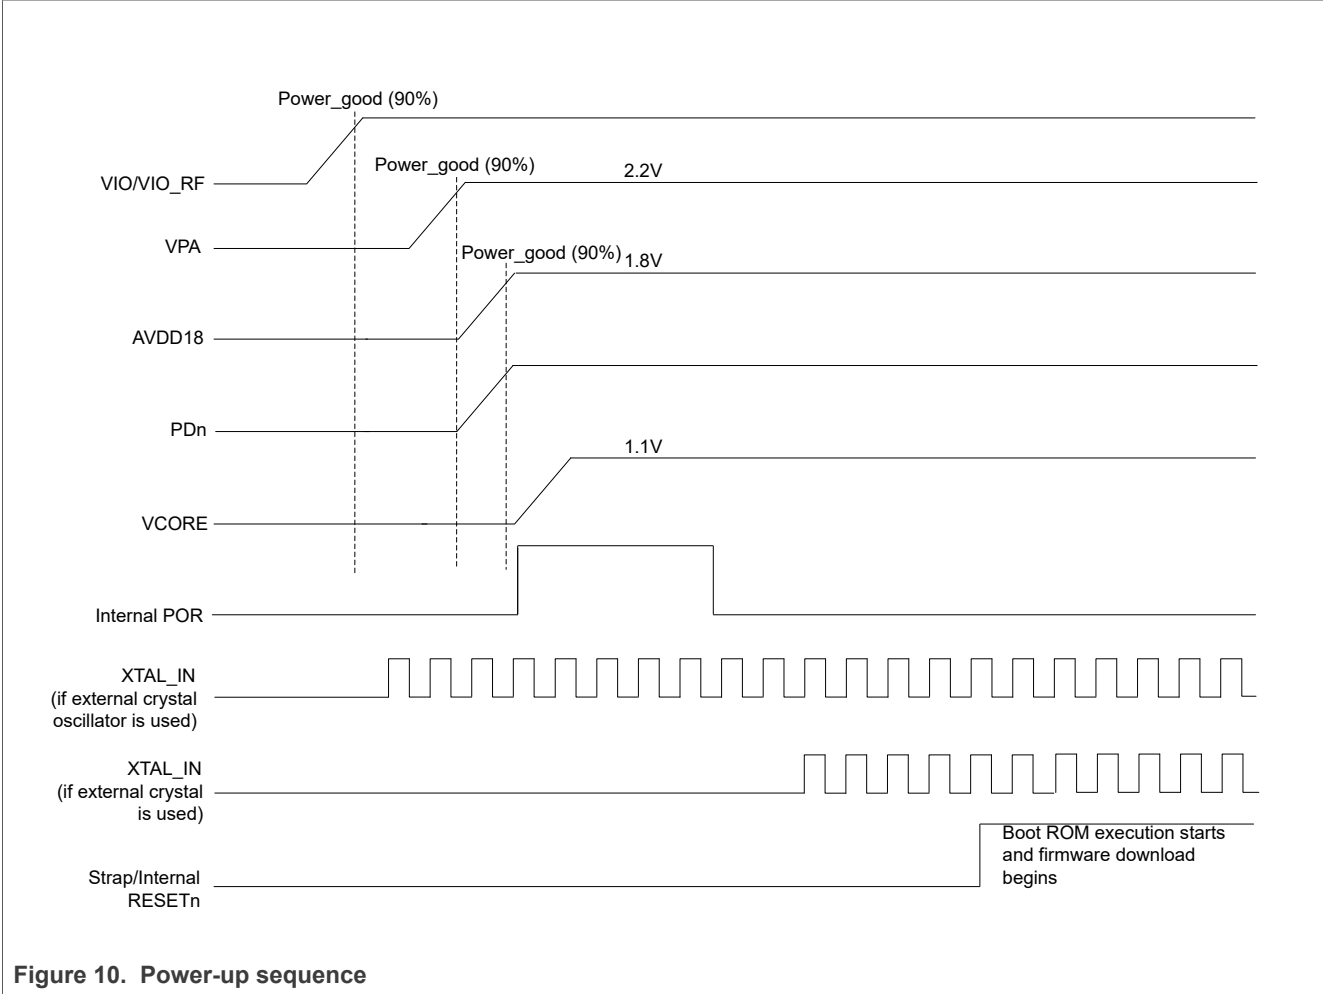 Power_good (90%)
VIO/VIO_RF
Power_good (90%)
2.2V
VPA
Power_good (90%)
1.8V
AVDD18
PDn
1.1V
VCORE
Internal POR
XTAL_IN
(if external crystal
oscillator is used)
XTAL_IN
(if external crystal
is used)
Boot ROM execution starts
and firmware download
begins
Strap/Internal
RESETn
Figure 10. Power-up sequence